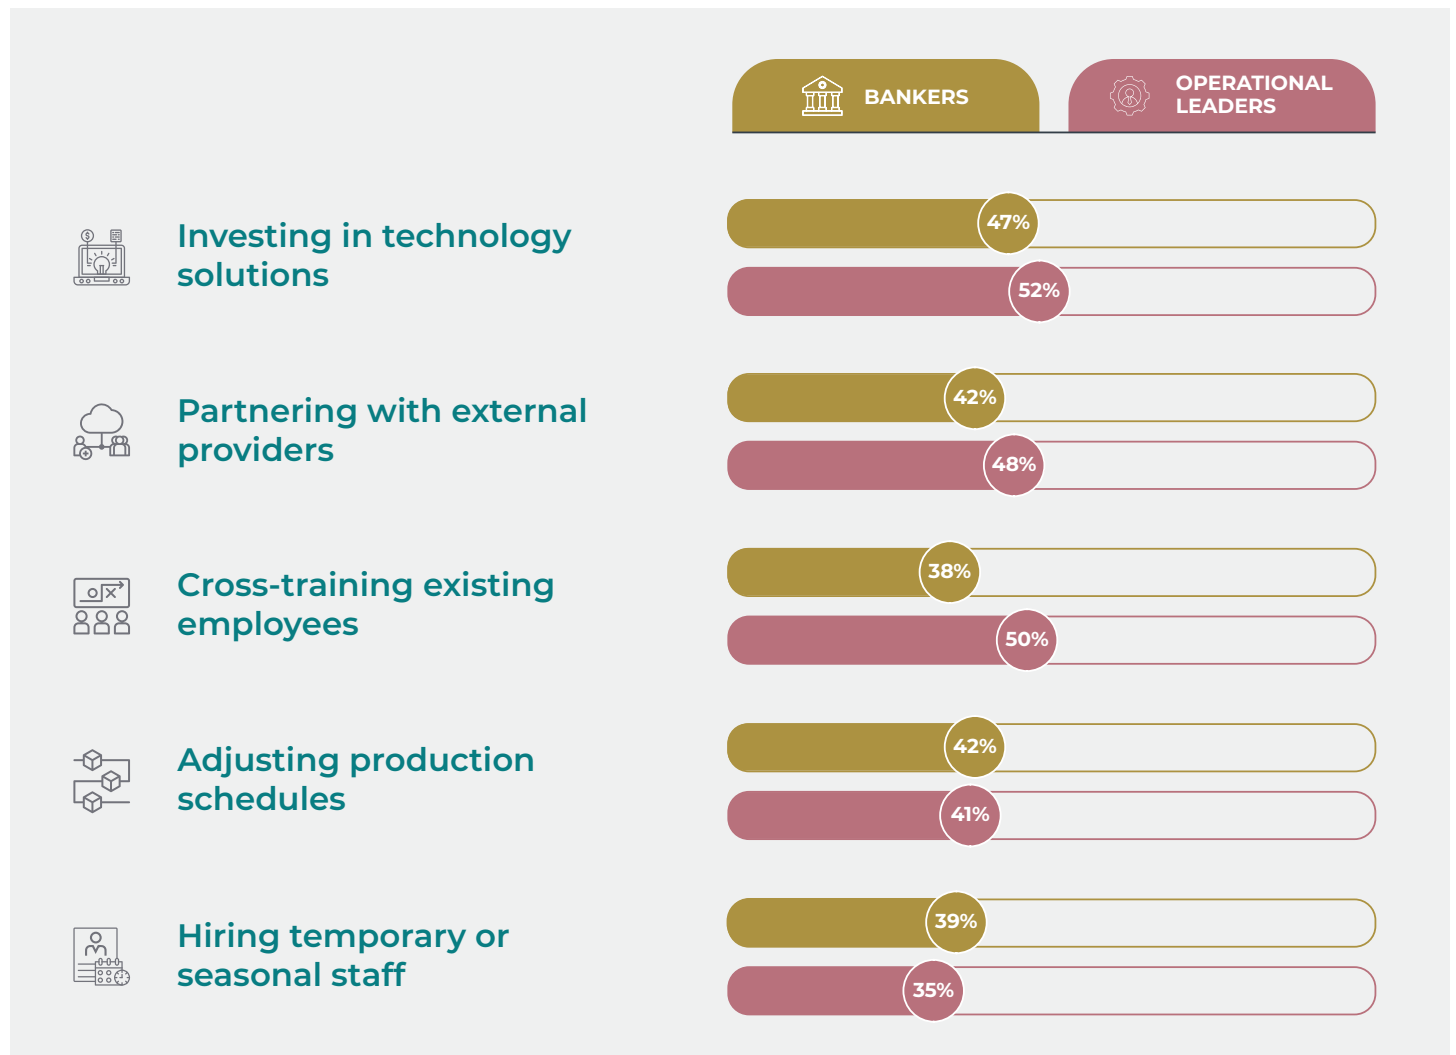 BANKERS
OPERATIONAL
LEADERS
Investing in technology
solutions
47%
52%
Partnering with external
providers
42%
48%
Cross-training existing
employees
38%
50%
Adjusting production
schedules
42%
41%
Hiring temporary or
seasonal staff
39%
35%